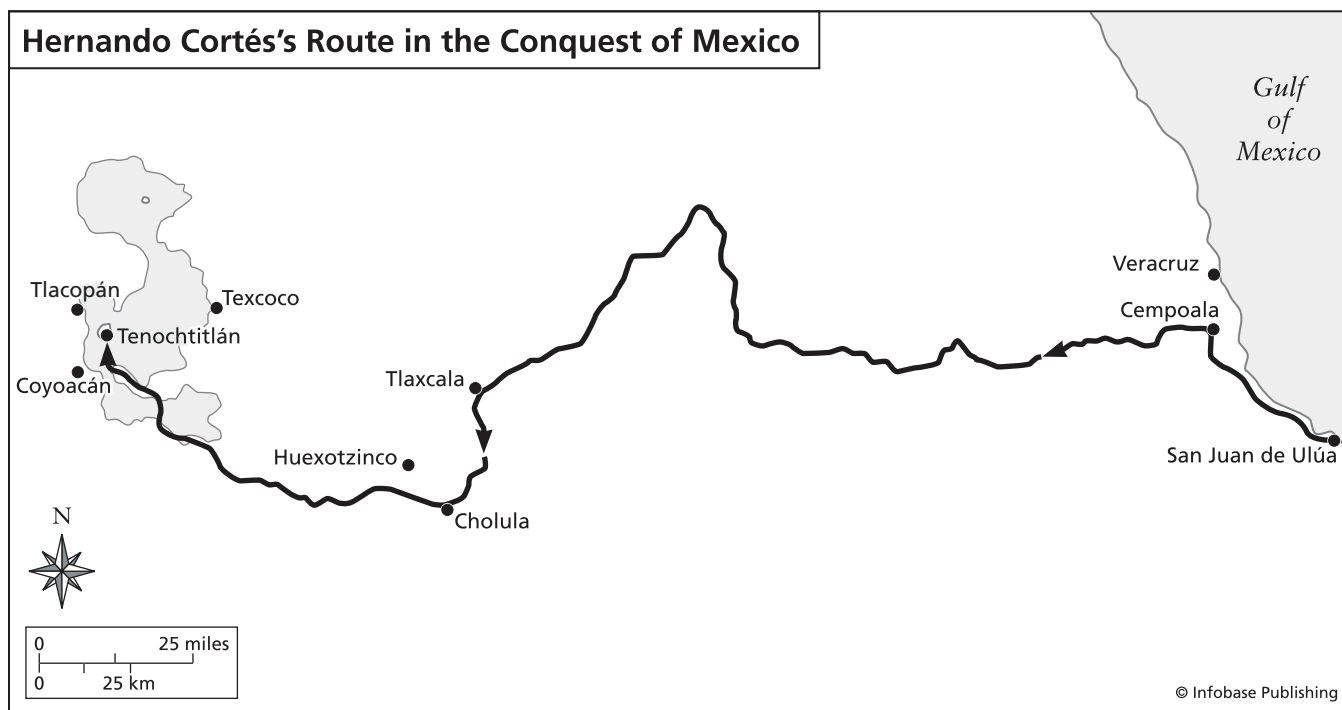 Hernando Cortés’s Route in the Conquest of Mexico
Gulf
of
Mexico
Veracruz
Cempoala
San Juan de Ulúa
Tlacopán
Texcoco
Tenochtitlán
Coyoacán
Tlaxcala
Huexotzinco
Cholula
N
0 25 miles
0 25 km
© Infobase Publishing